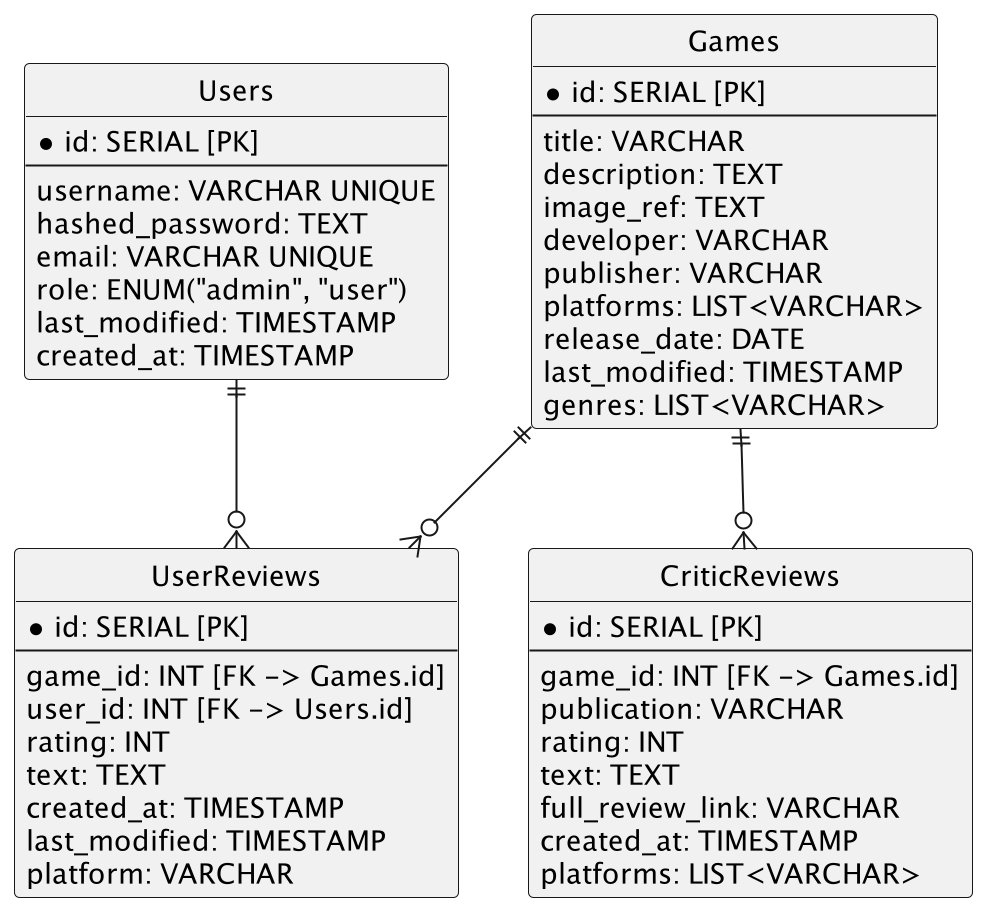 Users
id: SERIAL [PK]
username: VARCHAR UNIQUE
hashed_password: TEXT
email: VARCHAR UNIQUE
role: ENUM("admin", "user")
last_modified: TIMESTAMP
created_at: TIMESTAMP
Games
id: SERIAL [PK]
title: VARCHAR
description: TEXT
image_ref: TEXT
developer: VARCHAR
publisher: VARCHAR
platforms: LIST<VARCHAR>
release_date: DATE
last_modified: TIMESTAMP
genres: LIST<VARCHAR>
UserReviews
id: SERIAL [PK]
game_id: INT [FK -> Games.id]
user_id: INT [FK -> Users.id]
rating: INT
text: TEXT
created_at: TIMESTAMP
last_modified: TIMESTAMP
platform: VARCHAR
CriticReviews
id: SERIAL [PK]
game_id: INT [FK -> Games.id]
publication: VARCHAR
rating: INT
text: TEXT
full_review_link: VARCHAR
created_at: TIMESTAMP
platforms: LIST<VARCHAR>